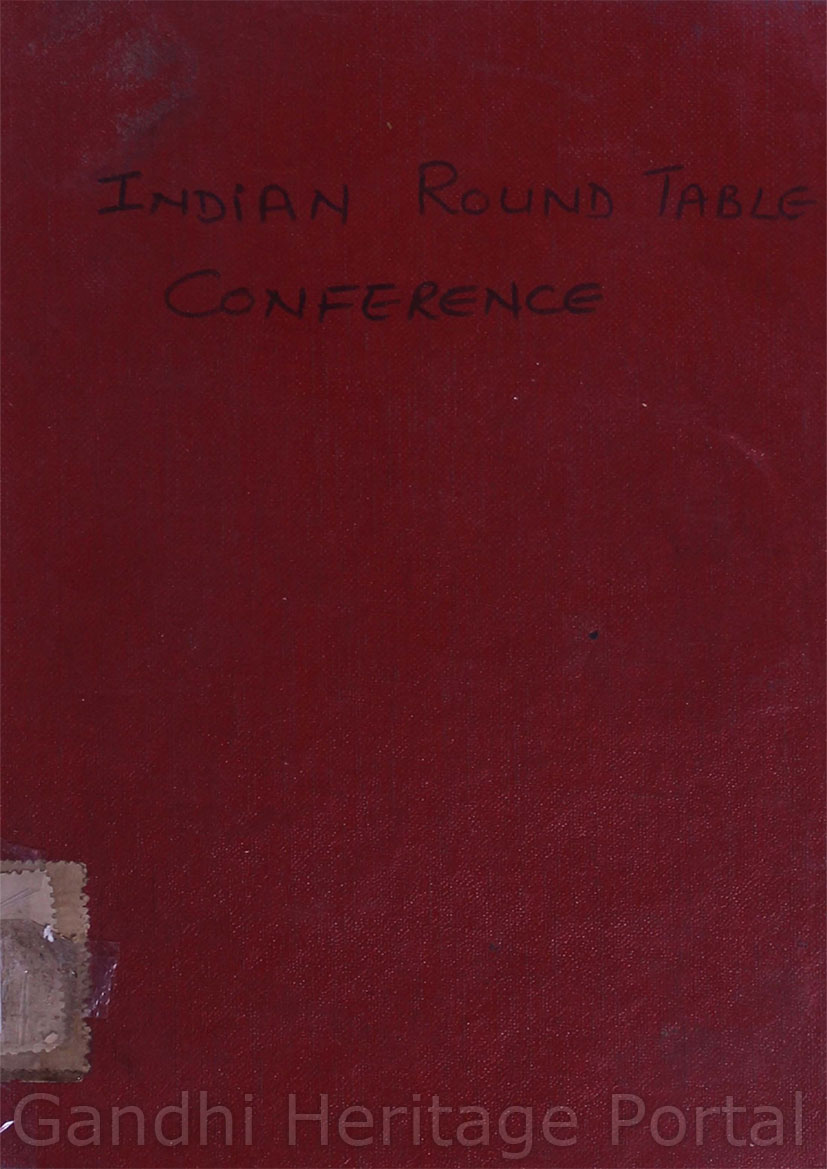 INDIAN ROUND TABLE
CONFERENCE
Gandhi Heritage Portal